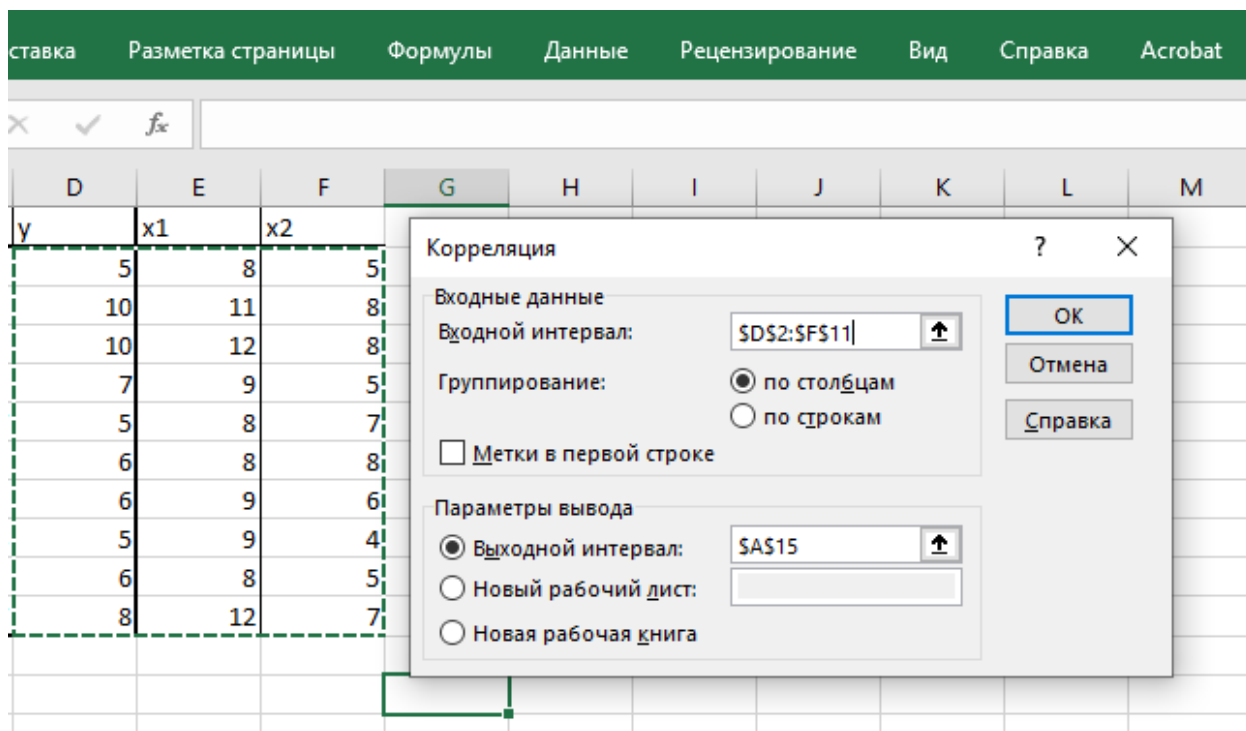 ставка Разметка страницы Формулы Данные Рецензирование Вид Справка Acrobat
fx
D E F G H I J K L M
y x1 x2
5 8 5
10 11 8
10 12 8
7 9 5
5 8 7
6 8 8
6 9 6
5 9 4
6 8 5
8 12 7
Корреляция ? ×
Входные данные
Входной интервал: $D$2:$F$11 ОК
Отмена
Группирование: по столбцам
по строкам Справка
Метки в первой строке
Параметры вывода
Выходной интервал: $A$15
Новый рабочий лист:
Новая рабочая книга